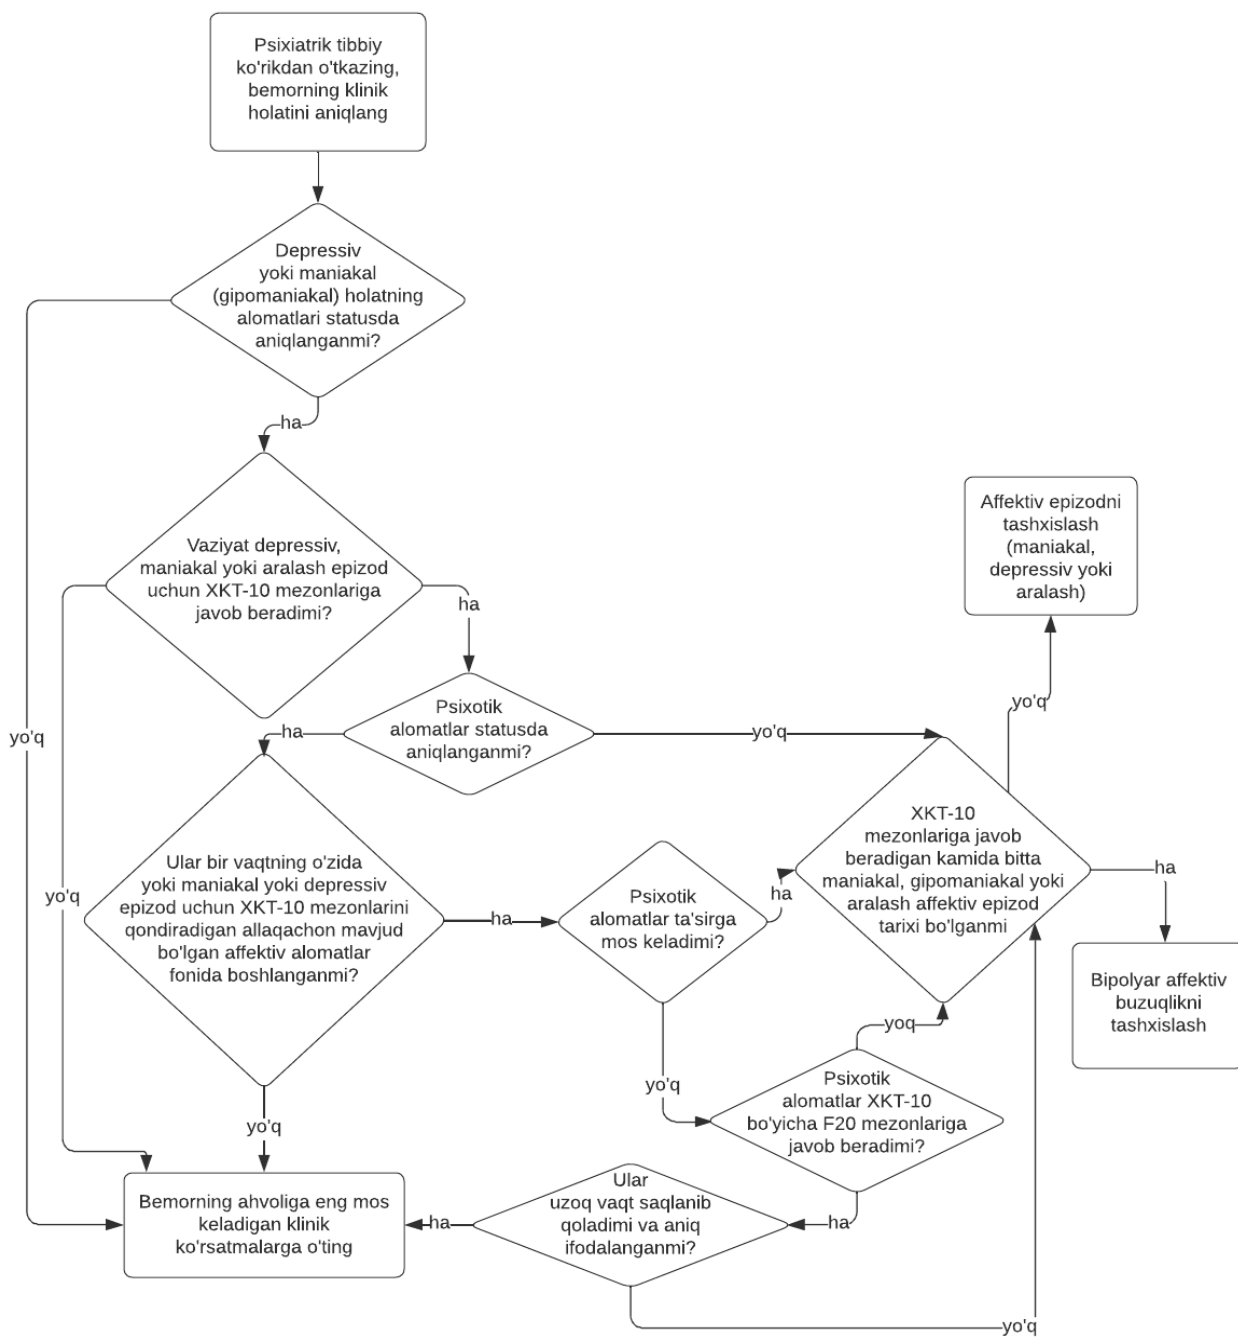 Psixiatrik tibbiy
ko'rikdan o'tkazing,
bemorning klinik
holatini aniqlang
Depressiv
yoki maniakal
(gipomaniakal) holatning
alomatlari statusda
aniqlanganmi?
ha
yo'q
Vaziyat depressiv,
maniakal yoki aralash epizod
uchun XKT-10 mezonlariga
javob beradimi?
ha
yo'q
Psixotik
alomatlar statusda
aniqlanganmi?
ha
yo'q
Affektiv epizodni
tashxislash
(maniakal,
depressiv yoki
aralash)
yo'q
XKT-10
mezonlariga javob
beradigan kamida bitta
maniakal, gipomaniakal yoki
aralash affektiv epizod
tarixi bo'lganmi
ha
Bipolyar affektiv
buzuqlikni
tashxislash
Ular bir vaqtning o'zida
yoki maniakal yoki depressiv
epizod uchun XKT-10 mezonlarini
qondiradigan allaqachon mavjud
bo'lgan affektiv alomatlar
fonida boshlanganmi?
ha
yo'q
Psixotik
alomatlar ta'sirga
mos keladimi?
ha
yo'q
Psixotik
alomatlar XKT-10
bo'yicha F20 mezonlariga
javob beradimi?
yoq
ha
Ular
uzoq vaqt saqlanib
qoladimi va aniq
ifodalanganmi?
ha
yo'q
Bemorning ahvoliga eng mos
keladigan klinik
ko'rsatmalarga o'ting